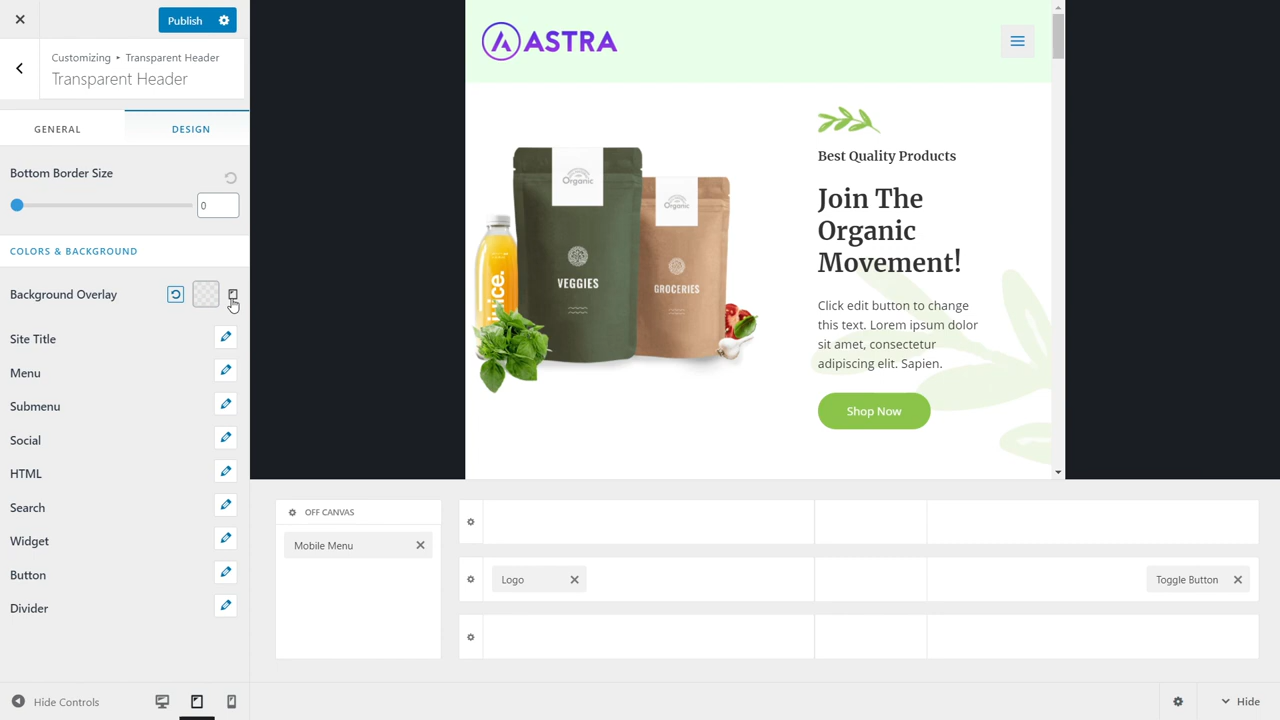 Publish
Customizing ▸ Transparent Header
Transparent Header
GENERAL
DESIGN
Bottom Border Size
0
COLORS & BACKGROUND
Background Overlay
Site Title
Menu
Submenu
Social
HTML
Search
Widget
Button
Divider
Hide Controls
ASTRA
Organic
Organic
VEGGIES
GROCERIES
juice.
Best Quality Products
Join The
Organic
Movement!
Click edit button to change
this text. Lorem ipsum dolor
sit amet, consectetur
adipiscing elit. Sapien.
Shop Now
OFF CANVAS
Mobile Menu
Logo
Toggle Button
Hide